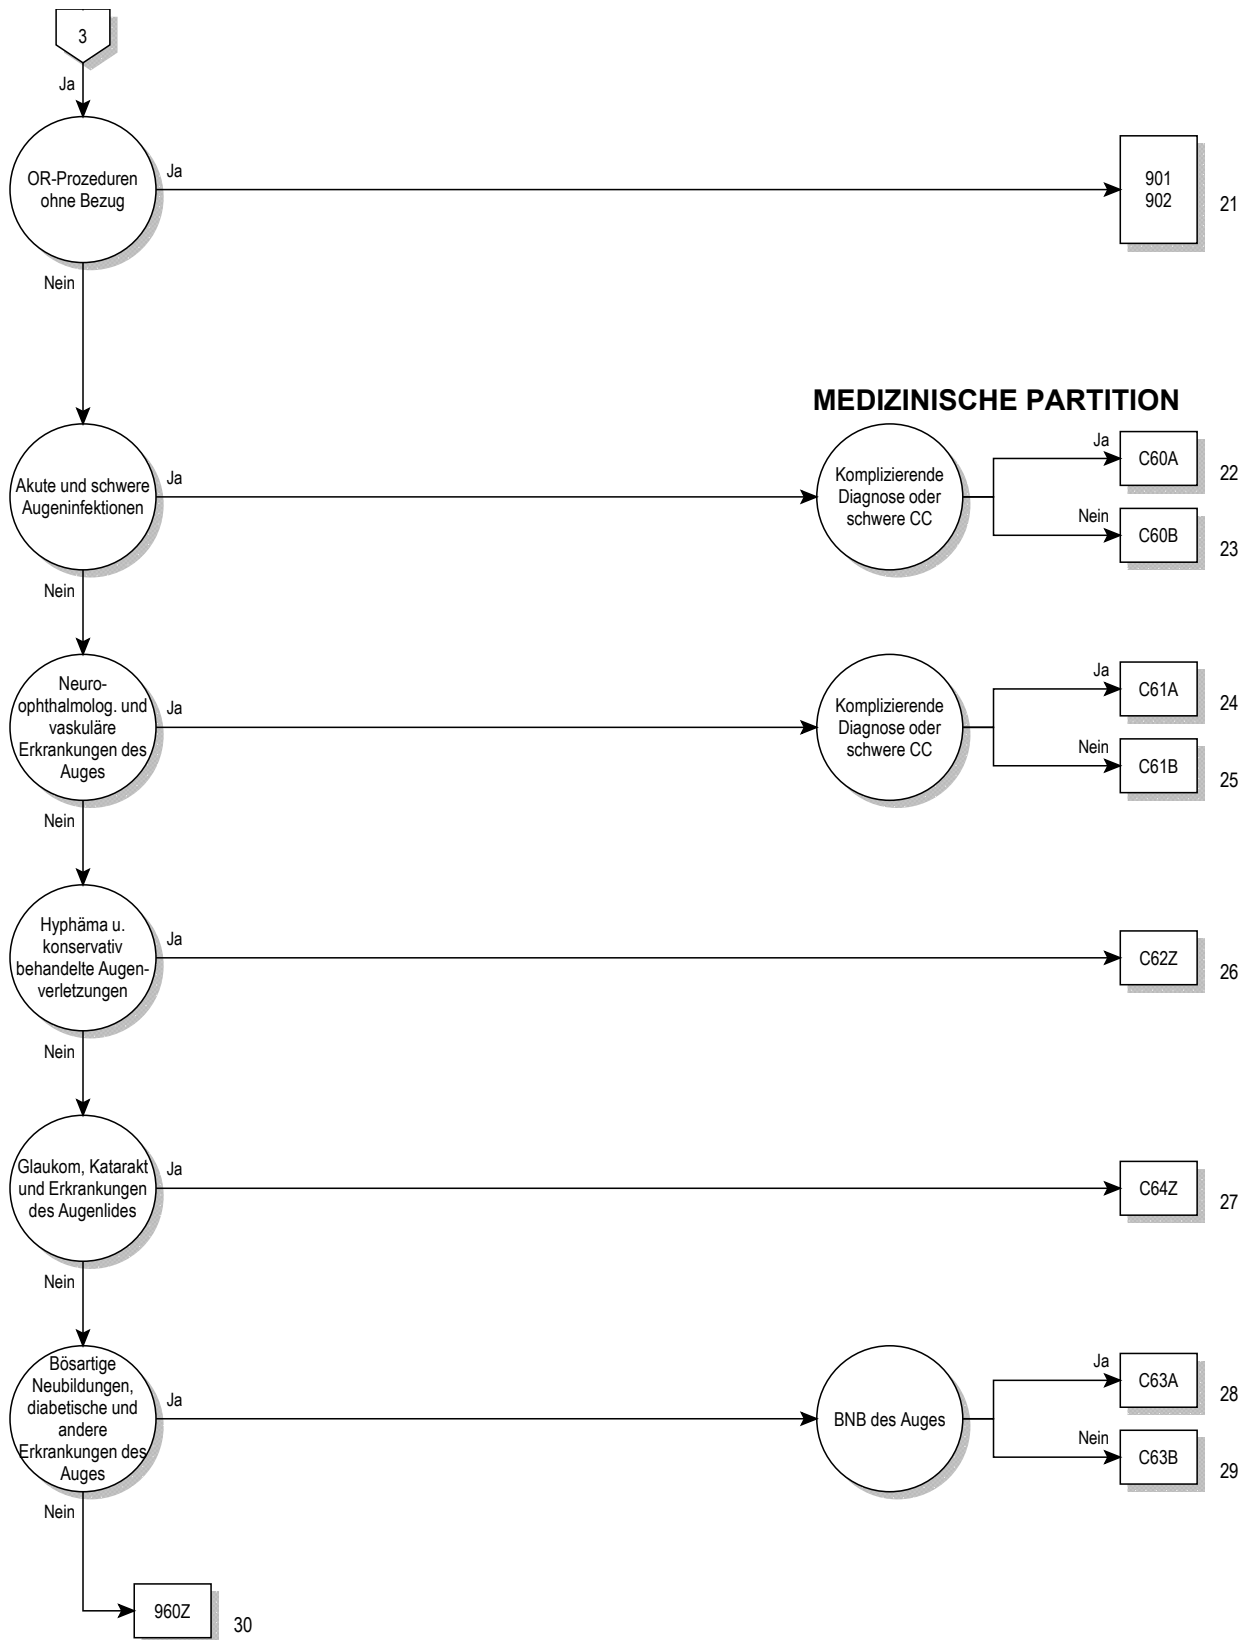 3
Ja
OR-Prozeduren
ohne Bezug
Ja
901
902
21
Nein
MEDIZINISCHE PARTITION
Akute und schwere
Augeninfektionen
Ja
Komplizierende
Diagnose oder
schwere CC
Ja
C60A
22
Nein
C60B
23
Nein
Neuro-
ophthalmolog. und
vaskuläre
Erkrankungen des
Auges
Ja
Komplizierende
Diagnose oder
schwere CC
Ja
C61A
24
Nein
C61B
25
Nein
Hyphäma u.
konservativ
behandelte Augen-
verletzungen
Ja
C62Z
26
Nein
Glaukom, Katarakt
und Erkrankungen
des Augenlides
Ja
C64Z
27
Nein
Bösartige
Neubildungen,
diabetische und
andere
Erkrankungen des
Auges
Ja
BNB des Auges
Ja
C63A
28
Nein
C63B
29
Nein
960Z
30